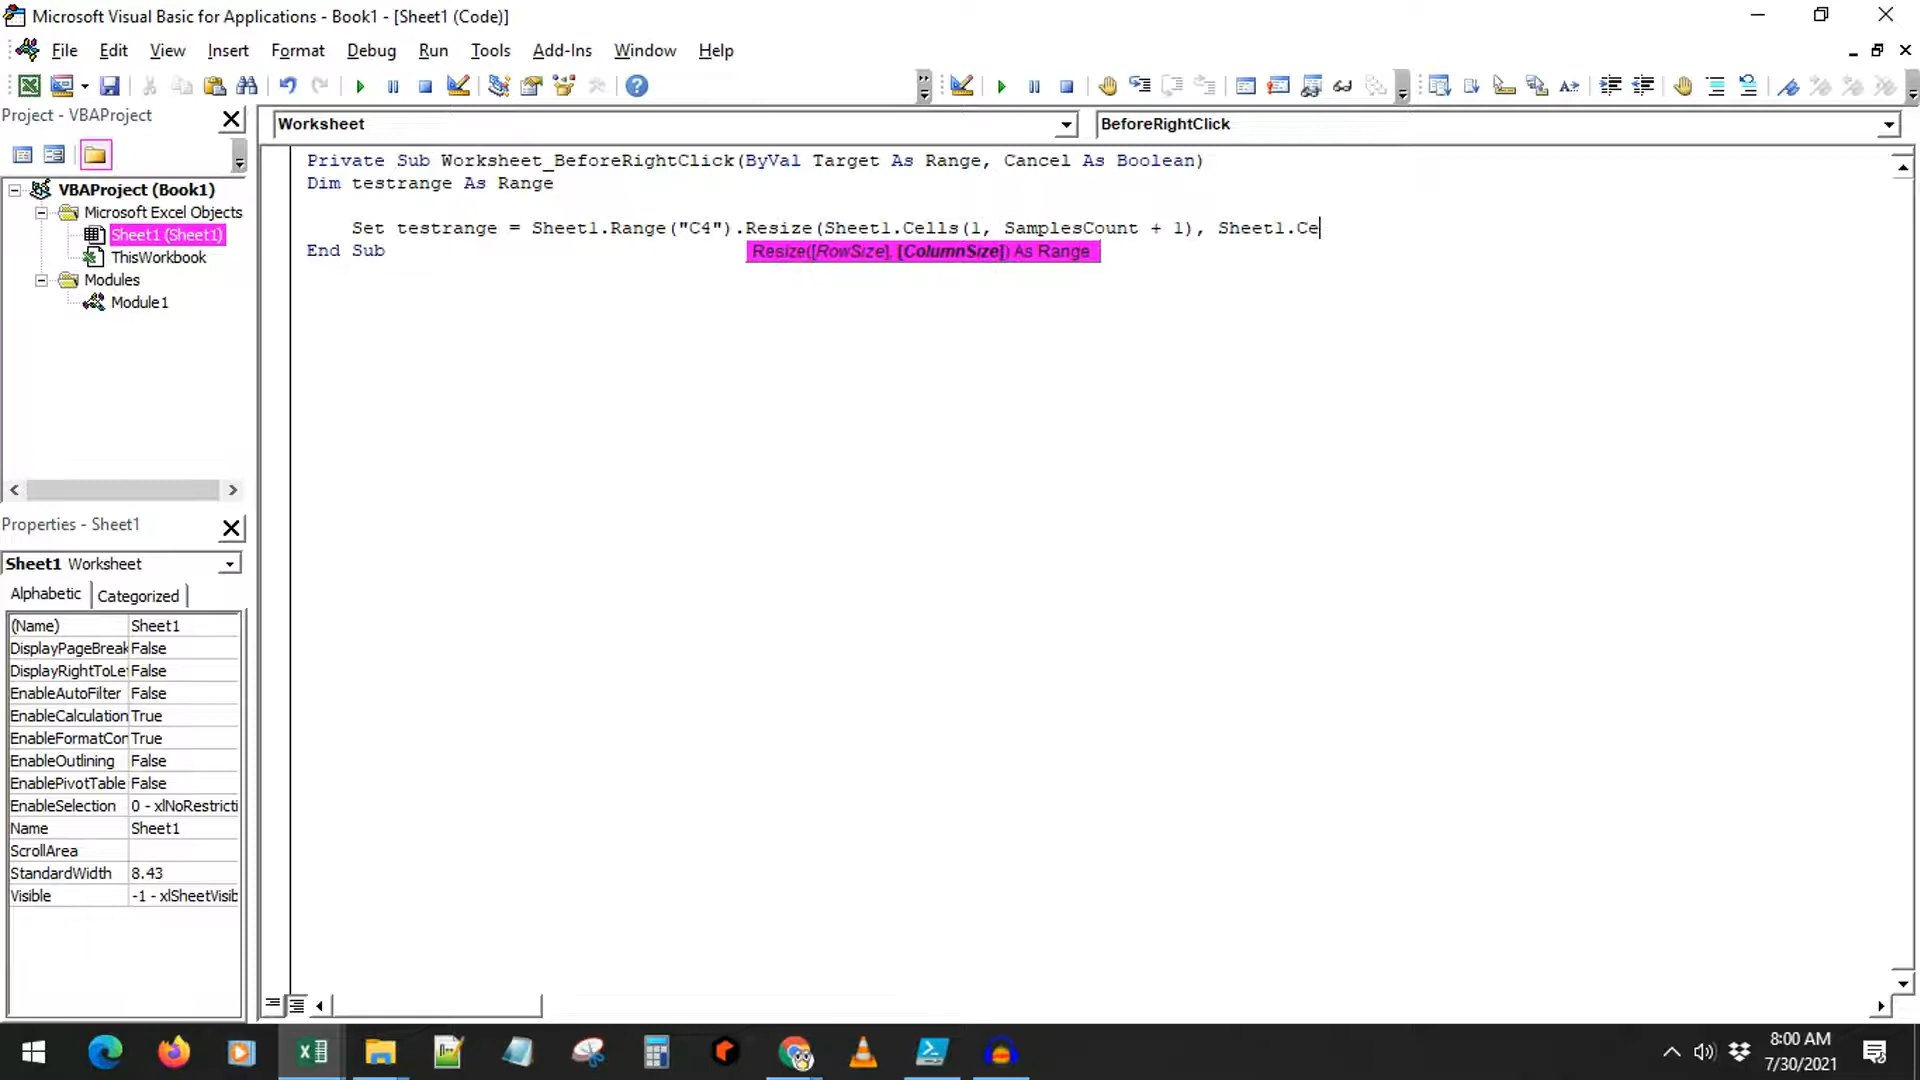 Microsoft Visual Basic for Applications - Book1 - [Sheet1 (Code)]
File Edit View Insert Format Debug Run Tools Add-Ins Window Help
Project - VBAProject
VBAProject (Book1)
Microsoft Excel Objects
Sheet1 (Sheet1)
ThisWorkbook
Modules
Module1
Worksheet
BeforeRightClick
Private Sub Worksheet_BeforeRightClick(ByVal Target As Range, Cancel As Boolean)
Dim testrange As Range
Set testrange = Sheet1.Range("C4").Resize(Sheet1.Cells(1, SamplesCount + 1), Sheet1.Ce
End Sub
Resize([RowSize], [ColumnSize]) As Range
Properties - Sheet1
Sheet1 Worksheet
Alphabetic Categorized
(Name) Sheet1
DisplayPageBreak False
DisplayRightToLe False
EnableAutoFilter False
EnableCalculation True
EnableFormatCon True
EnableOutlining False
EnablePivotTable False
EnableSelection 0 - xlNoRestricti
Name Sheet1
ScrollArea
StandardWidth 8.43
Visible -1 - xlSheetVisib
8:00 AM
7/30/2021